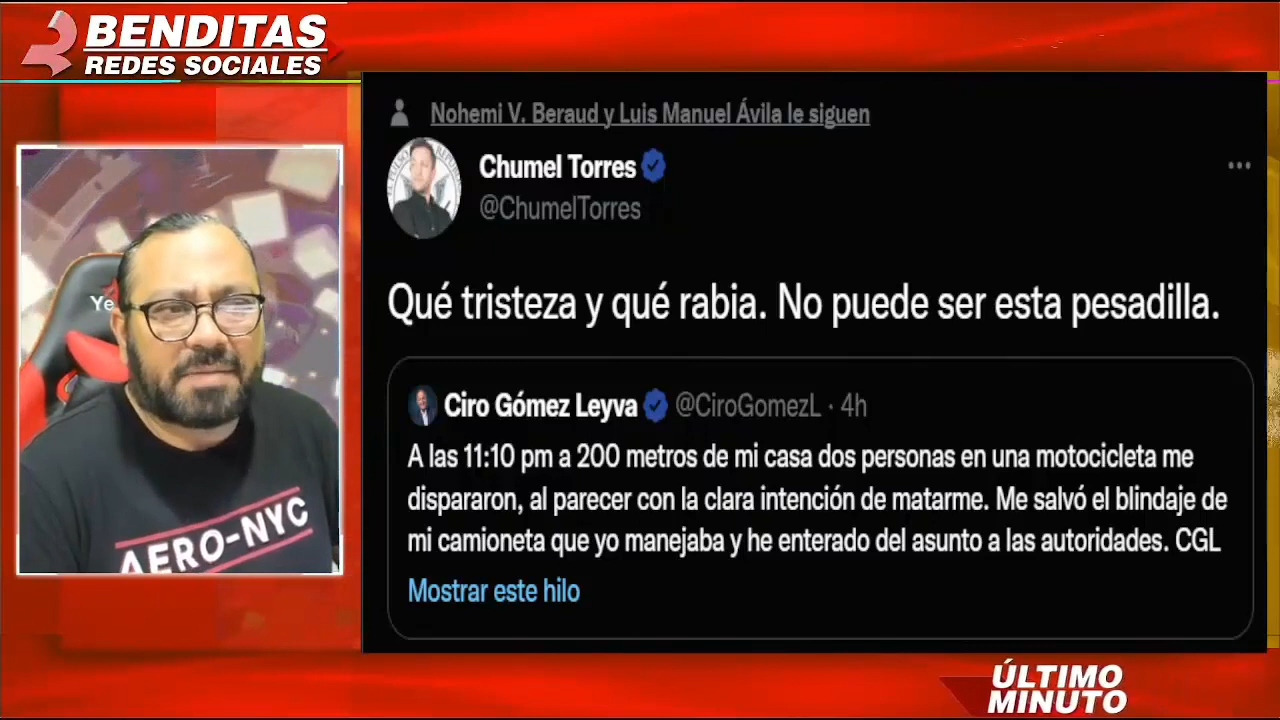 BENDITAS
REDES SOCIALES
Nohemi V. Beraud y Luis Manuel Ávila le siguen
Chumel Torres
@ChumelTorres
Qué tristeza y qué rabia. No puede ser esta pesadilla.
Ciro Gómez Leyva @CiroGomezL · 4h
A las 11:10 pm a 200 metros de mi casa dos personas en una motocicleta me
dispararon, al parecer con la clara intención de matarme. Me salvó el blindaje de
mi camioneta que yo manejaba y he enterado del asunto a las autoridades. CGL
Mostrar este hilo
Ye
AERO-NYC
ÚLTIMO
MINUTO